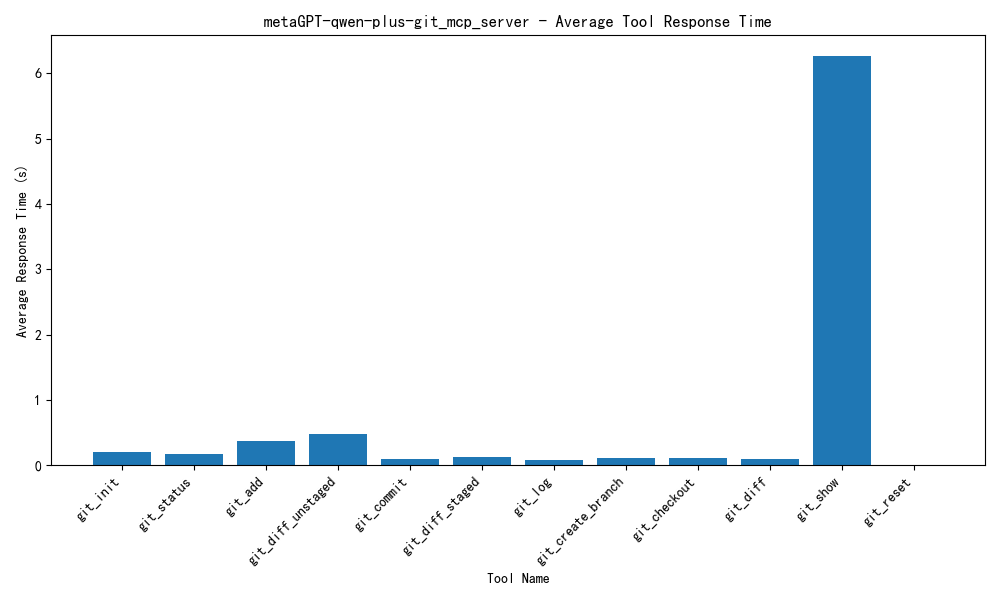 metaGPT-qwen-plus-git_mcp_server - Average Tool Response Time
Average Response Time (s)
6
5
4
3
2
1
0
git_init
git_status
git_add
git_diff_unstaged
git_commit
git_diff_staged
git_log
git_create_branch
git_checkout
git_diff
git_show
git_reset
Tool Name